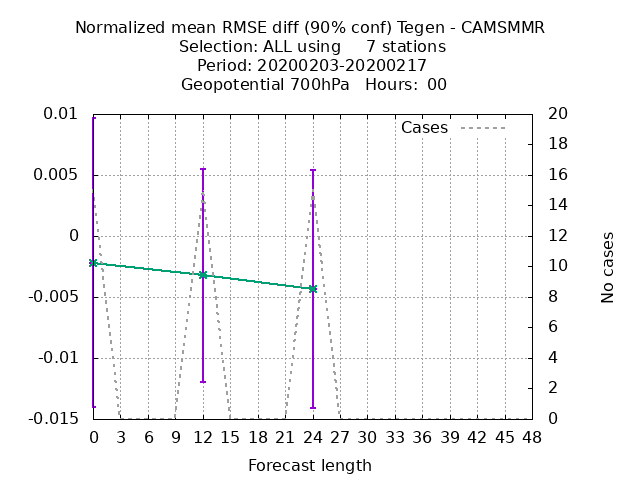 Normalized mean RMSE diff (90% conf) Tegen - CAMSMMR
Selection: ALL using     7 stations
Period: 20200203-20200217
Geopotential 700hPa   Hours:  00
Cases
0.01
0.005
0
-0.005
-0.01
-0.015
20
18
16
14
12
10
8
6
4
2
0
No cases
0 3 6 9 12 15 18 21 24 27 30 33 36 39 42 45 48
Forecast length